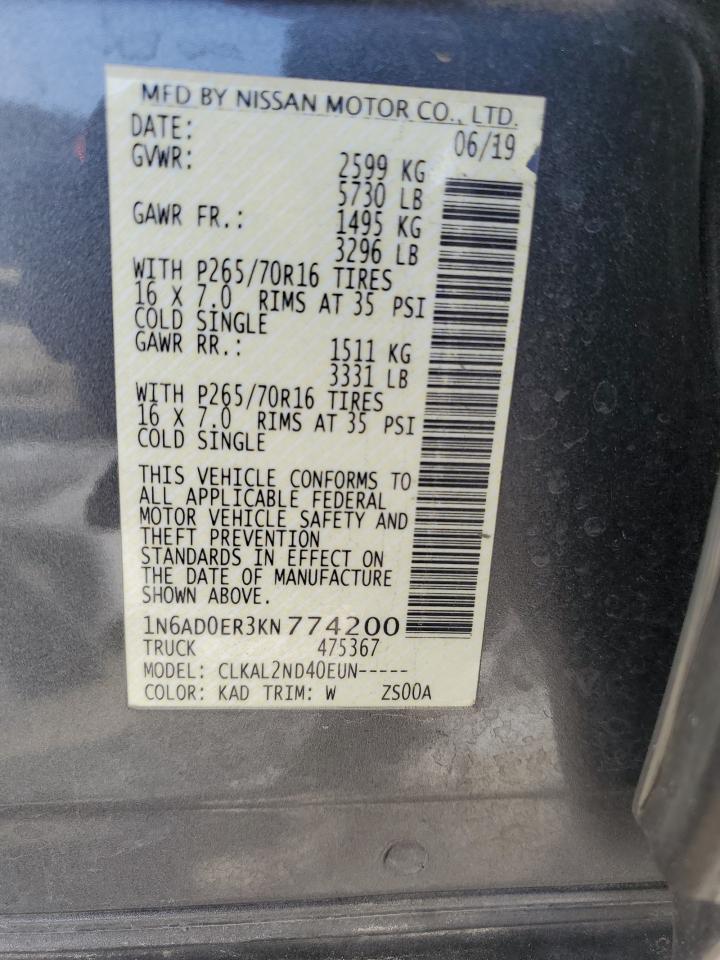 MFD BY NISSAN MOTOR CO., LTD.
DATE: 06/19
GVWR: 2599 KG
5730 LB
GAWR FR.: 1495 KG
3296 LB
WITH P265/70R16 TIRES
16 X 7.0 RIMS AT 35 PSI
COLD SINGLE
GAWR RR.: 1511 KG
3331 LB
WITH P265/70R16 TIRES
16 X 7.0 RIMS AT 35 PSI
COLD SINGLE
THIS VEHICLE CONFORMS TO
ALL APPLICABLE FEDERAL
MOTOR VEHICLE SAFETY AND
THEFT PREVENTION
STANDARDS IN EFFECT ON
THE DATE OF MANUFACTURE
SHOWN ABOVE.
1N6AD0ER3KN774200
TRUCK 475367
MODEL: CLKAL2ND40EUN-----
COLOR: KAD TRIM: W ZS00A